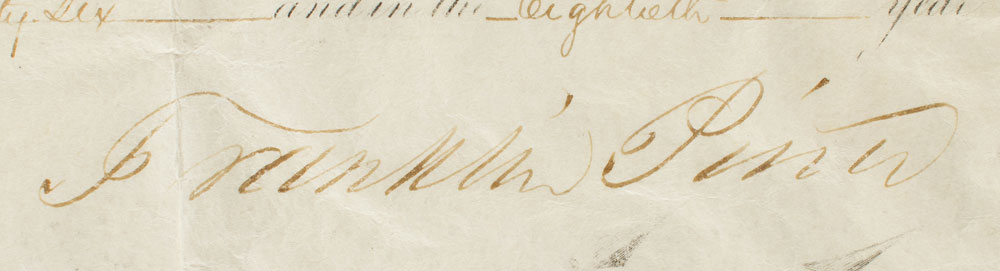 ty six and in the Eightieth Year
Franklin Pierce